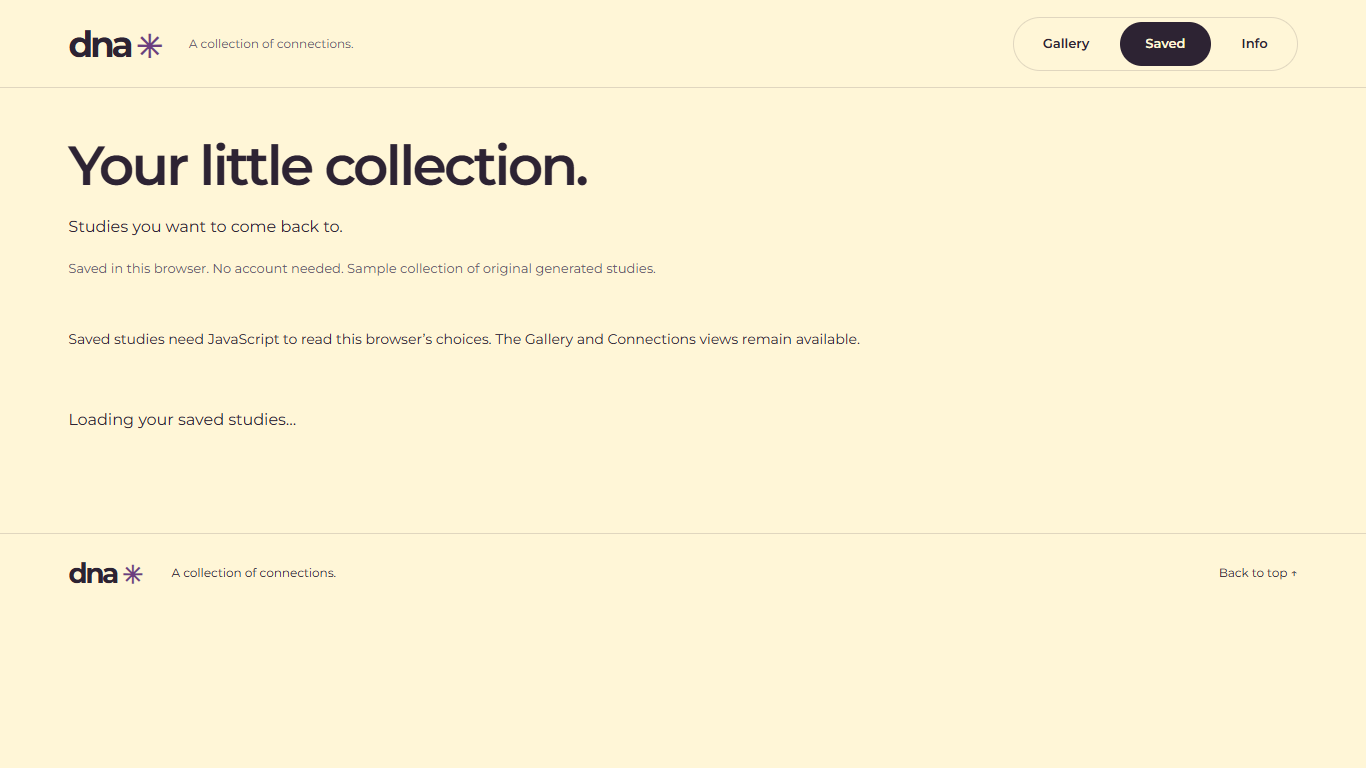 dna
A collection of connections.
Gallery
Saved
Info
Your little collection.
Studies you want to come back to.
Saved in this browser. No account needed. Sample collection of original generated studies.
Saved studies need JavaScript to read this browser’s choices. The Gallery and Connections views remain available.
Loading your saved studies…
dna
A collection of connections.
Back to top ↑